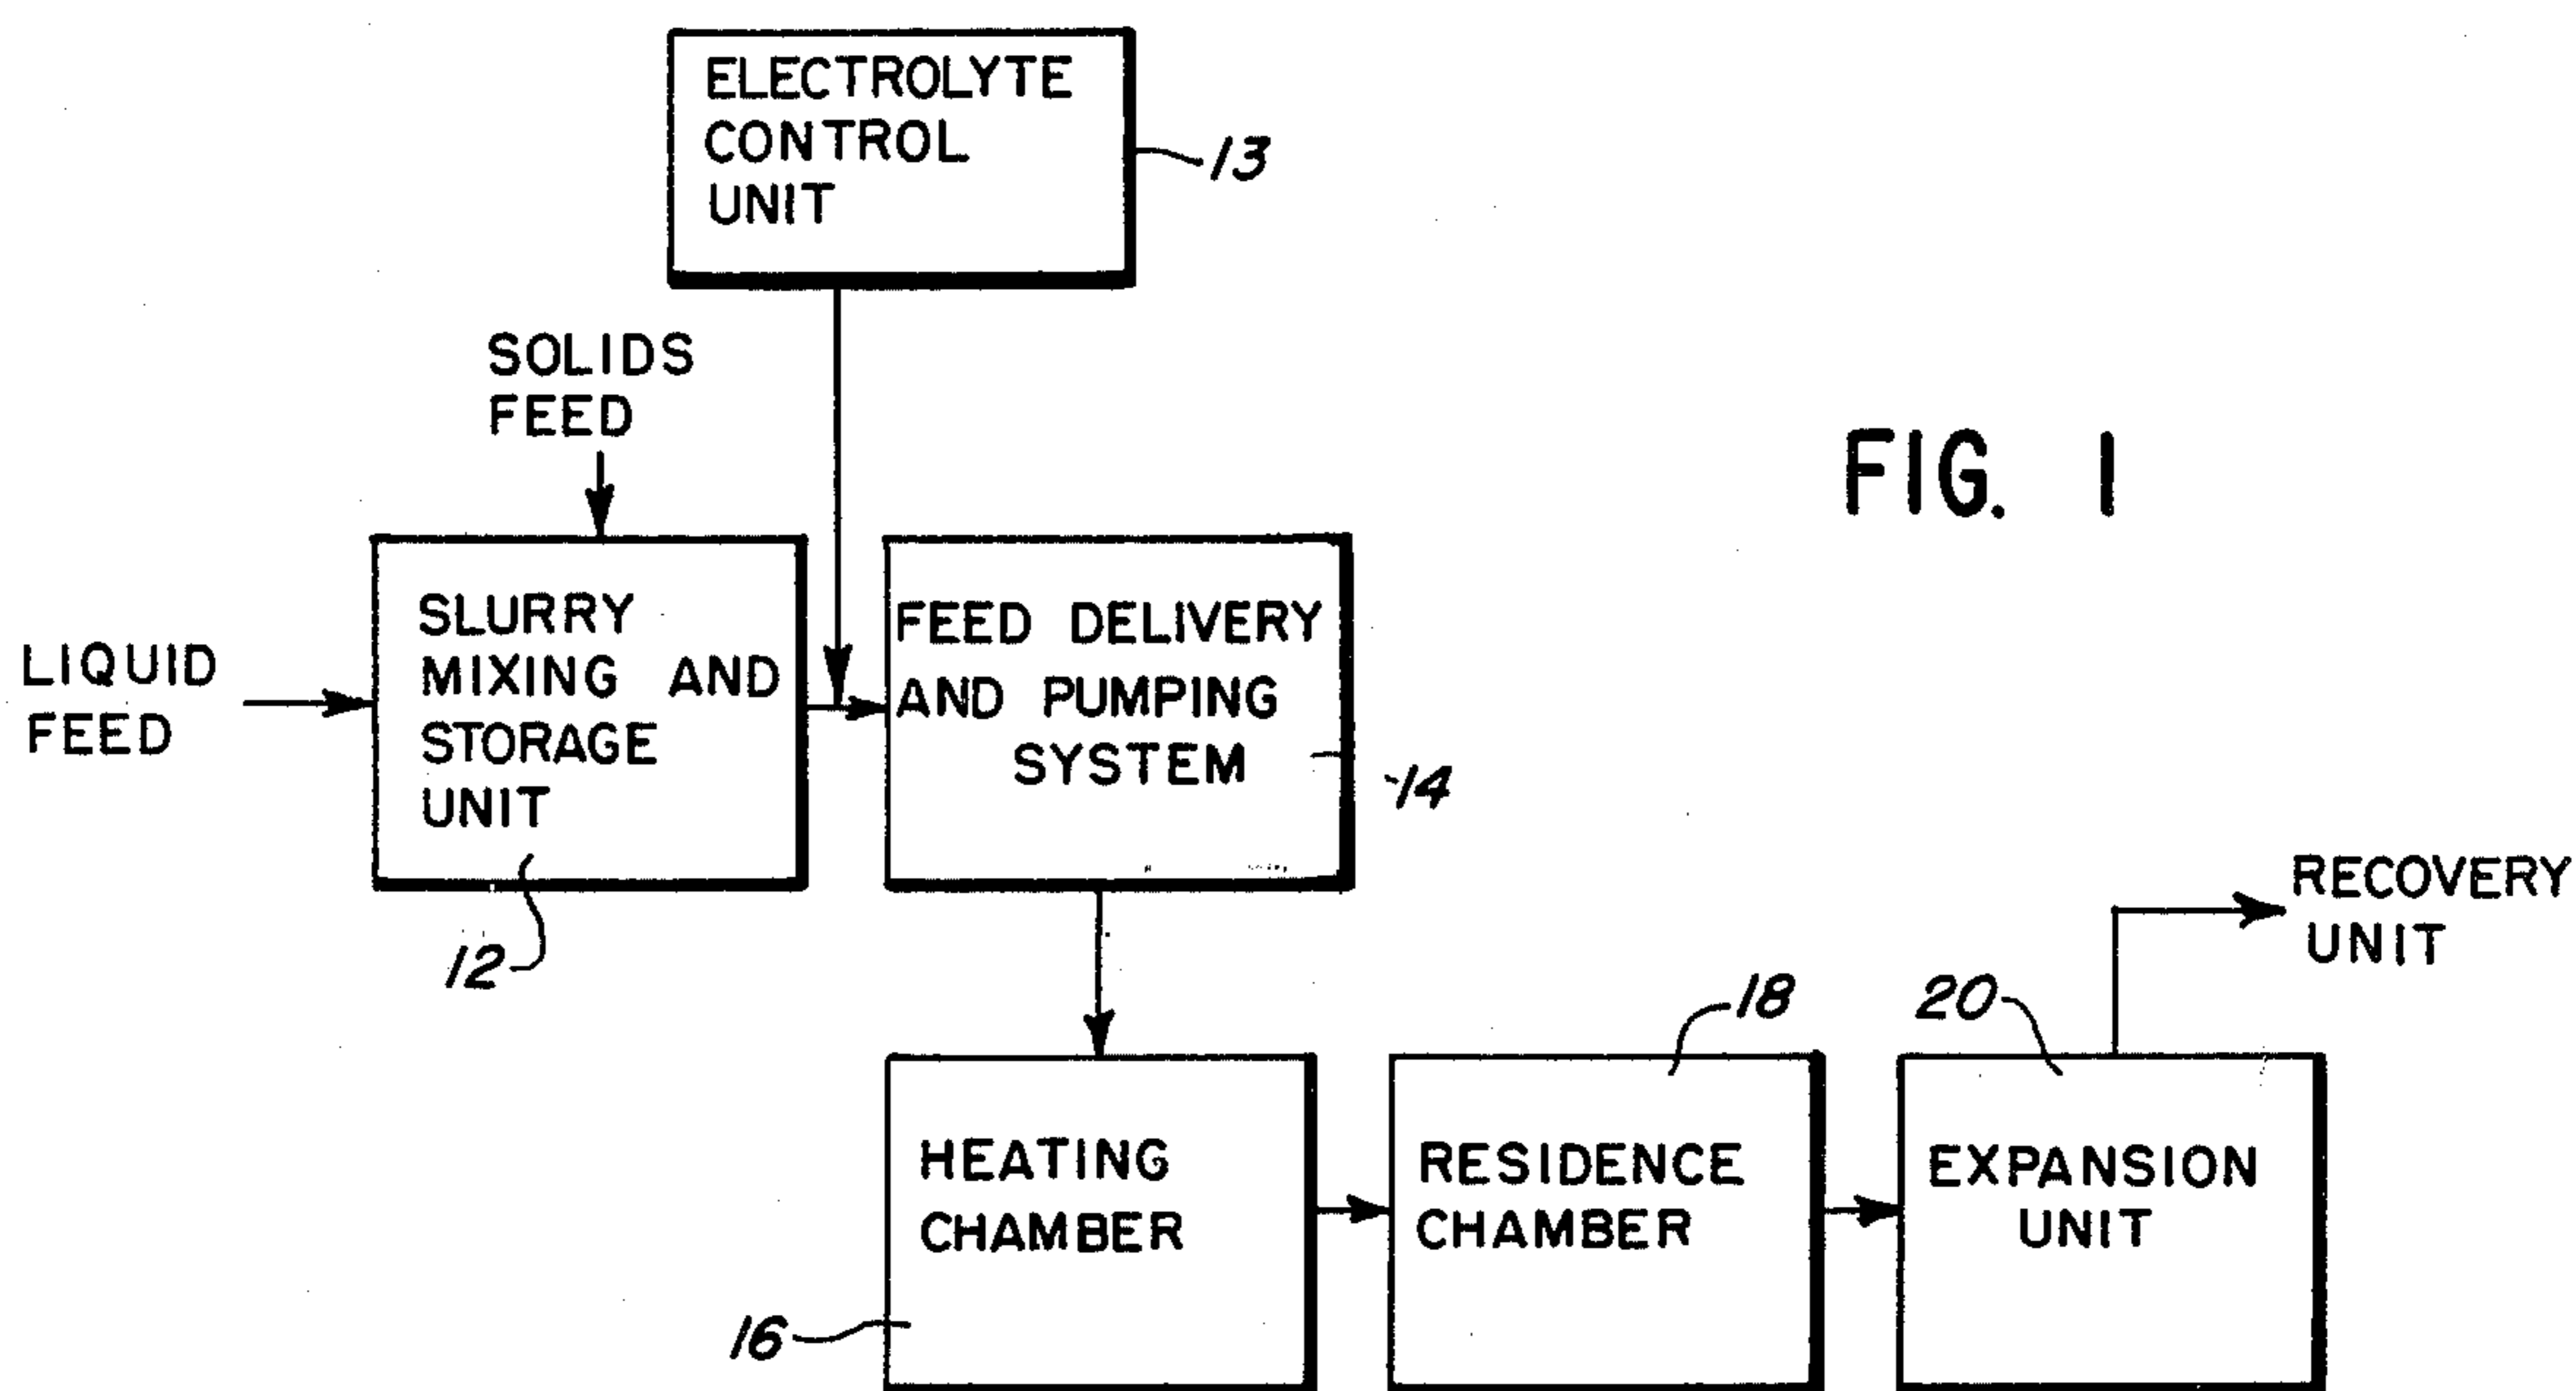 ELECTROLYTE
CONTROL
UNIT
13
SOLIDS
FEED
FIG. 1
LIQUID
FEED
SLURRY
MIXING AND
STORAGE
UNIT
12
FEED DELIVERY
AND PUMPING
SYSTEM
14
RECOVERY
UNIT
HEATING
CHAMBER
16
RESIDENCE
CHAMBER
18
EXPANSION
UNIT
20